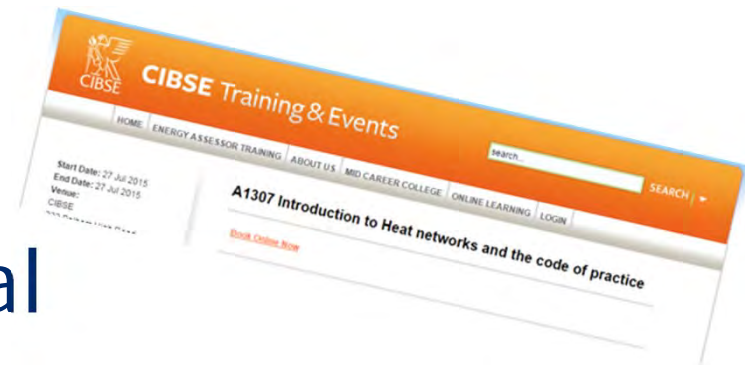 CIBSE
CIBSE Training & Events
search...
SEARCH
HOME
ENERGY ASSESSOR TRAINING
ABOUT US
MID CAREER COLLEGE
ONLINE LEARNING
LOGIN
Start Date: 27 Jul 2015
End Date: 27 Jul 2015
Venue:
CIBSE
A1307 Introduction to Heat networks and the code of practice
Book Online Now
al